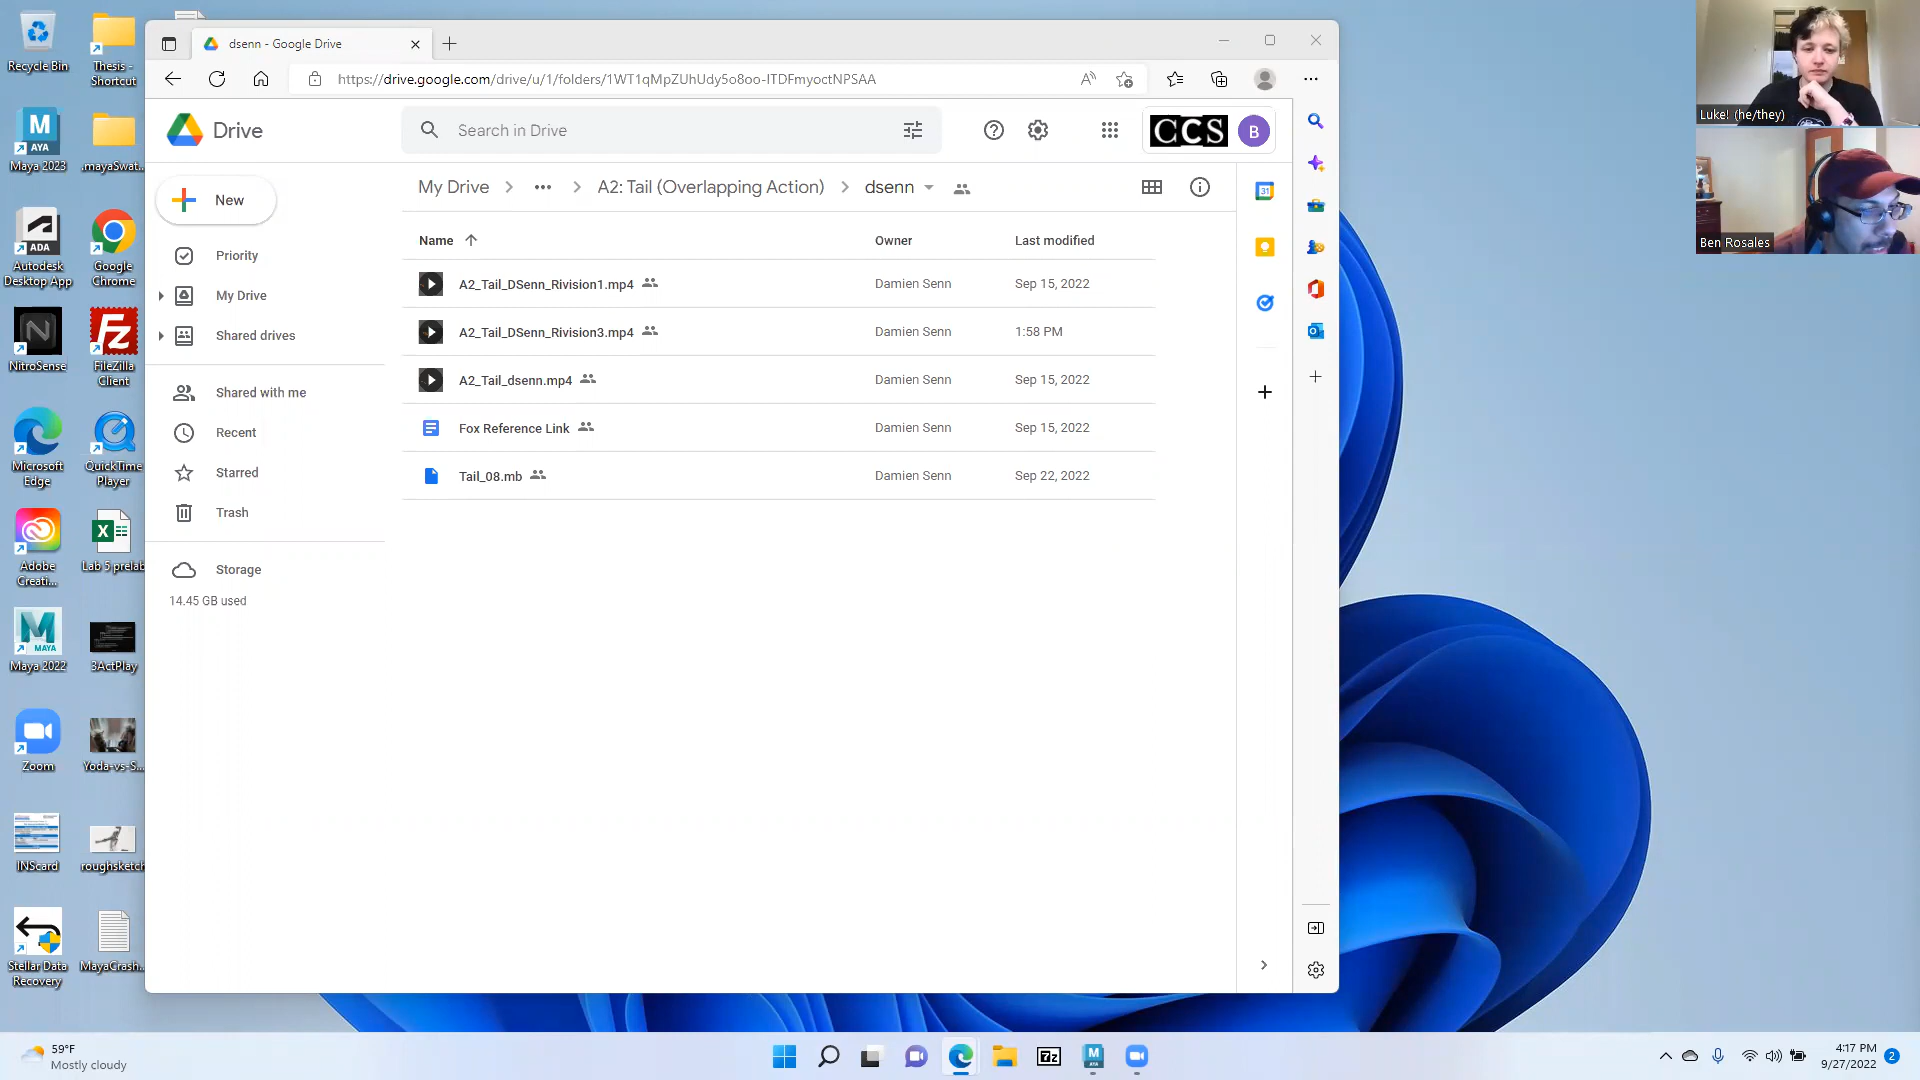 Recycle Bin
Thesis -
Shortcut
Maya 2023
.mayaSwat...
Autodesk
Desktop App
Google
Chrome
NitroSense
FileZilla
Client
Microsoft
Edge
QuickTime
Player
Adobe
Creati...
Lab 5 prelab
Maya 2022
3ActPlay
Zoom
Yoda-vs-S...
INScard
roughsketch
Stellar Data
Recovery
MayaCrash...
dsenn - Google Drive
https://drive.google.com/drive/u/1/folders/1WT1qMpZUhUdy5o8oo-ITDFmyoctNPSAA
Drive
Search in Drive
CCS
B
New
Priority
My Drive
Shared drives
Shared with me
Recent
Starred
Trash
Storage
14.45 GB used
My Drive > ••• > A2: Tail (Overlapping Action) > dsenn
Name Owner Last modified
A2_Tail_DSenn_Rivision1.mp4 Damien Senn Sep 15, 2022
A2_Tail_DSenn_Rivision3.mp4 Damien Senn 1:58 PM
A2_Tail_dsenn.mp4 Damien Senn Sep 15, 2022
Fox Reference Link Damien Senn Sep 15, 2022
Tail_08.mb Damien Senn Sep 22, 2022
31
Luke! (he/they)
Ben Rosales
59°F
Mostly cloudy
7z
4:17 PM
9/27/2022
2